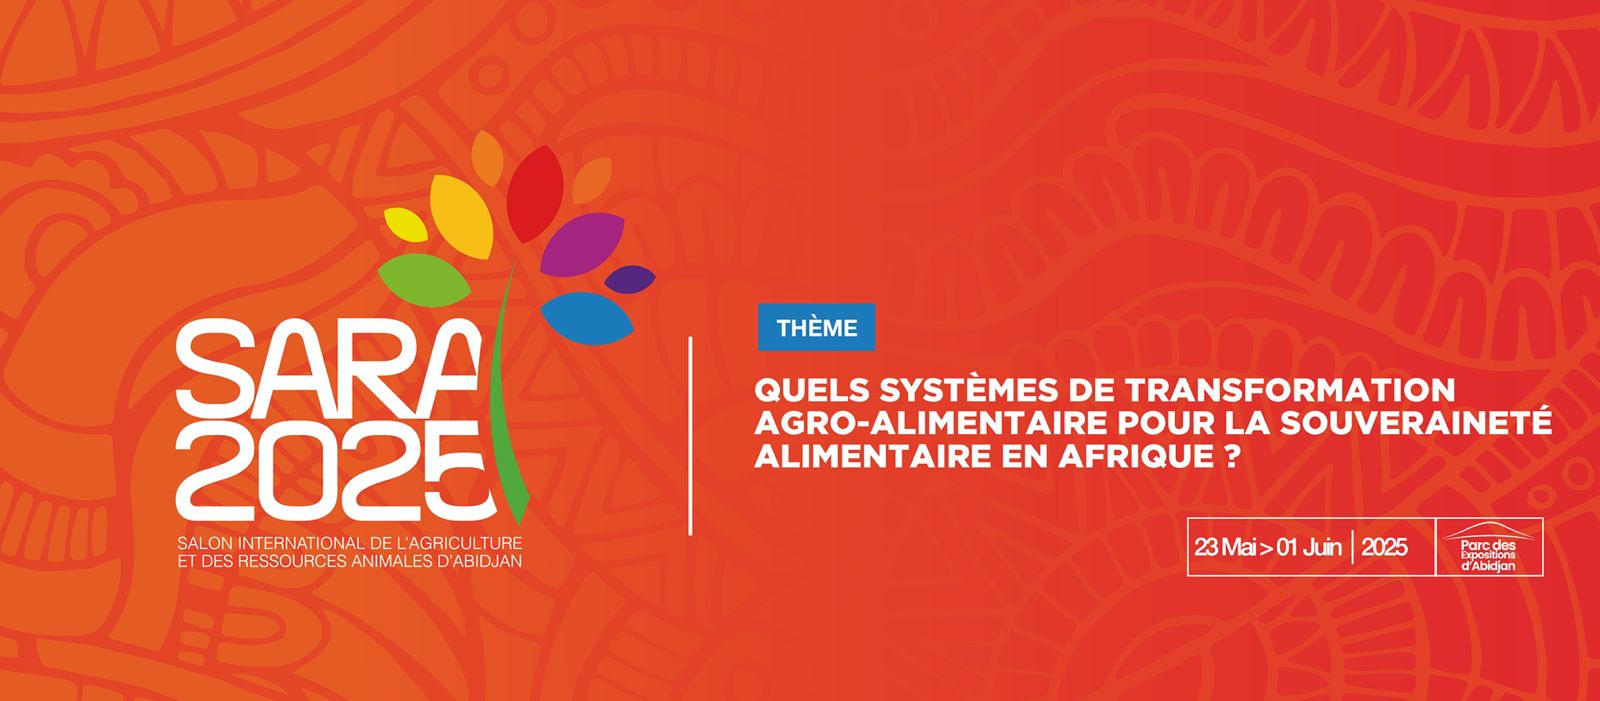 SARA
2025
SALON INTERNATIONAL DE L'AGRICULTURE
ET DES RESSOURCES ANIMALES D'ABIDJAN
THÈME
QUELS SYSTÈMES DE TRANSFORMATION
AGRO-ALIMENTAIRE POUR LA SOUVERAINETÉ
ALIMENTAIRE EN AFRIQUE ?
23 Mai > 01 Juin | 2025
Parc des
Expositions
d'Abidjan